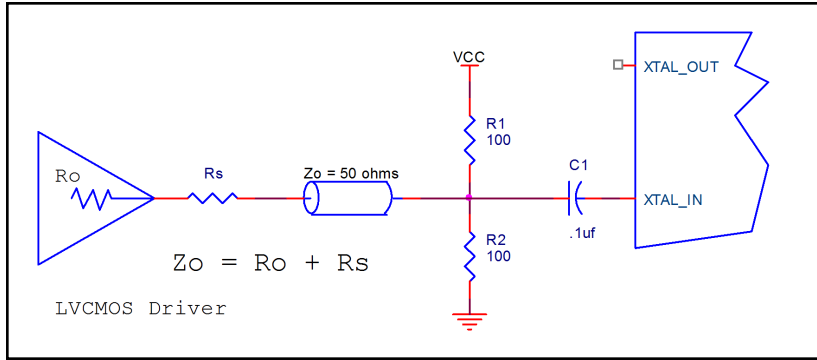 VCC
XTAL_OUT
R1
100
Ro
Rs
Zo = 50 ohms
C1
XTAL_IN
.1uf
R2
100
Zo = Ro + Rs
LVCMOS Driver